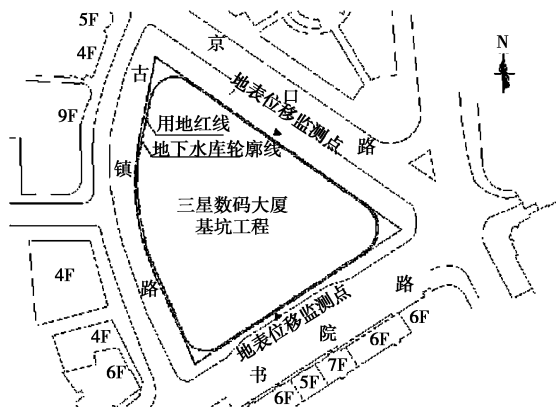 5F
4F
9F
N
京口路
古镇路
地表位移监测点
用地红线
地下水库轮廓线
三星数码大厦
基坑工程
4F
4F
6F
地表位移监测点
书院路
6F
5F
7F
6F
6F